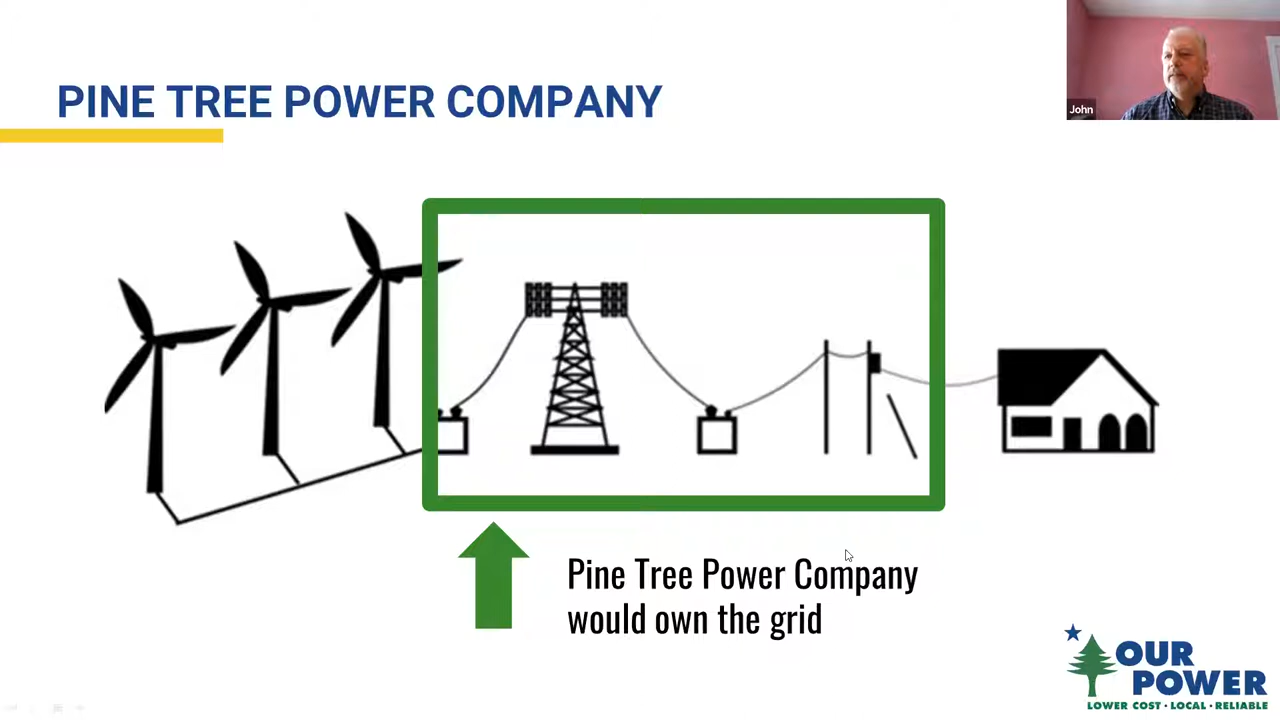 PINE TREE POWER COMPANY
John
Pine Tree Power Company
would own the grid
OUR
POWER
LOWER COST · LOCAL · RELIABLE